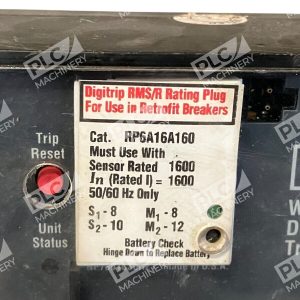 Digitrip RMS/R Rating Plug
For Use in Retrofit Breakers
Cat. RP6A16A160
Must Use With
Sensor Rated 1600
In (Rated I) = 1600
50/60 Hz Only
S1 - 8 M1 - 8
S2 - 10 M2 - 12
Battery Check
Hinge Down to Replace Battery
Trip
Reset
Unit
Status
W
D
T
PLC
MACHINERY